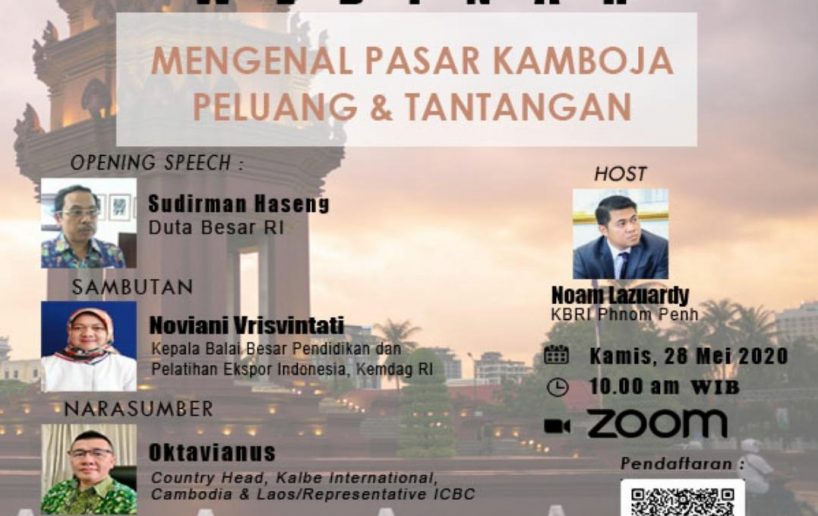 WEBINAR
MENGENAL PASAR KAMBOJA
PELUANG & TANTANGAN
OPENING SPEECH :
Sudirman Haseng
Duta Besar RI
SAMBUTAN
Noviani Vrisvintati
Kepala Balai Besar Pendidikan dan
Pelatihan Ekspor Indonesia, Kemdag RI
NARASUMBER
Oktavianus
Country Head, Kalbe International,
Cambodia & Laos/Representative ICBC
HOST
Noam Lazuardy
KBRI Phnom Penh
Kamis, 28 Mei 2020
10.00 am WIB
zoom
Pendaftaran :